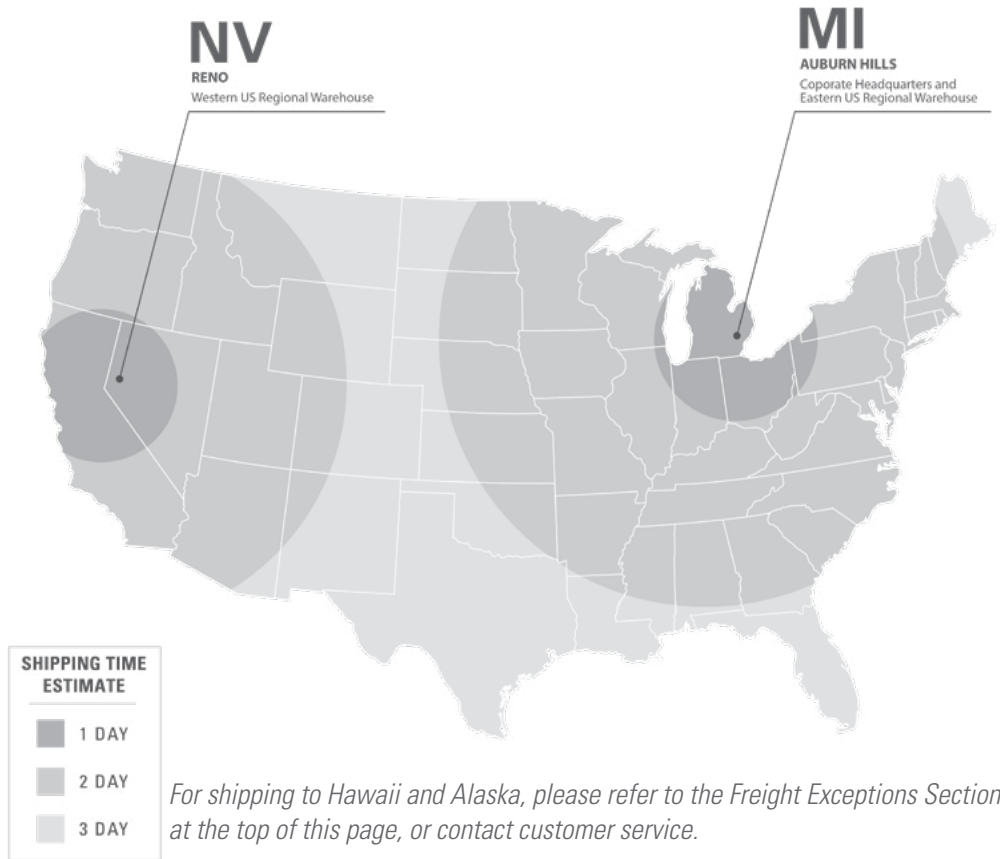 NV
RENO
Western US Regional Warehouse
MI
AUBURN HILLS
Coporate Headquarters and
Eastern US Regional Warehouse
SHIPPING TIME
ESTIMATE
1 DAY
2 DAY
3 DAY
For shipping to Hawaii and Alaska, please refer to the Freight Exceptions Section
at the top of this page, or contact customer service.